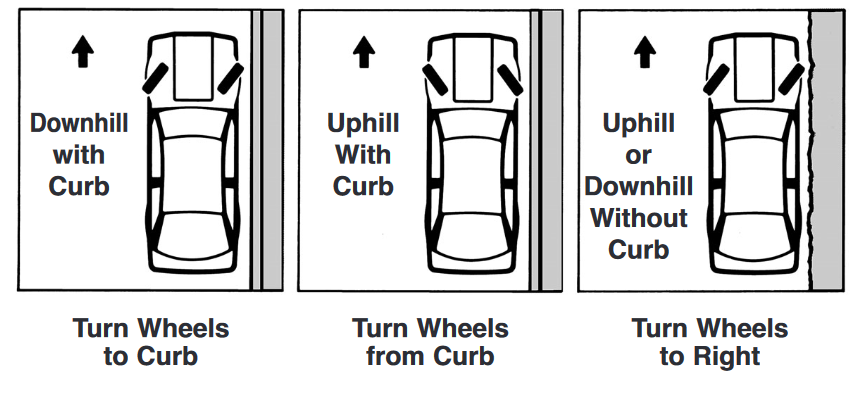 Downhill
with
Curb
Uphill
With
Curb
Uphill
or
Downhill
Without
Curb
Turn Wheels
to Curb
Turn Wheels
from Curb
Turn Wheels
to Right